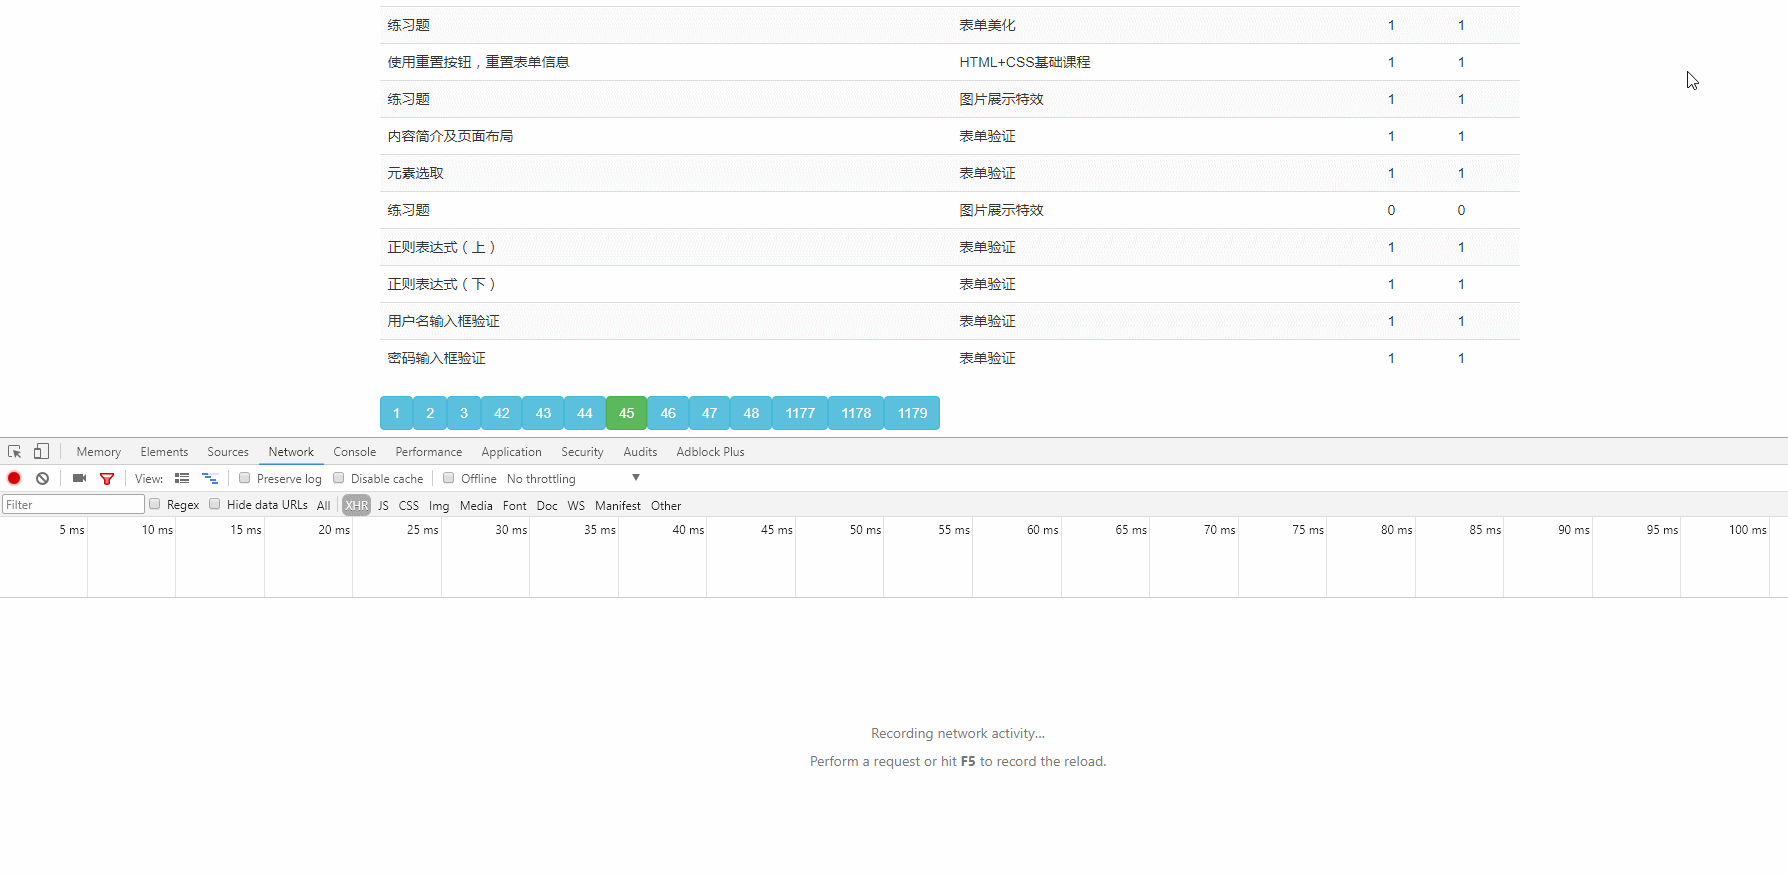 练习题 表单美化 1 1
使用重置按钮，重置表单信息 HTML+CSS基础课程 1 1
练习题 图片展示特效 1 1
内容简介及页面布局 表单验证 1 1
元素选取 表单验证 1 1
练习题 图片展示特效 0 0
正则表达式（上） 表单验证 1 1
正则表达式（下） 表单验证 1 1
用户名输入框验证 表单验证 1 1
密码输入框验证 表单验证 1 1
1 2 3 42 43 44 45 46 47 48 1177 1178 1179
Memory Elements Sources Network Console Performance Application Security Audits Adblock Plus
View: Preserve log Disable cache Offline No throttling
Filter Regex Hide data URLs All XHR JS CSS Img Media Font Doc WS Manifest Other
5 ms 10 ms 15 ms 20 ms 25 ms 30 ms 35 ms 40 ms 45 ms 50 ms 55 ms 60 ms 65 ms 70 ms 75 ms 80 ms 85 ms 90 ms 95 ms 100 ms
Recording network activity...
Perform a request or hit F5 to record the reload.